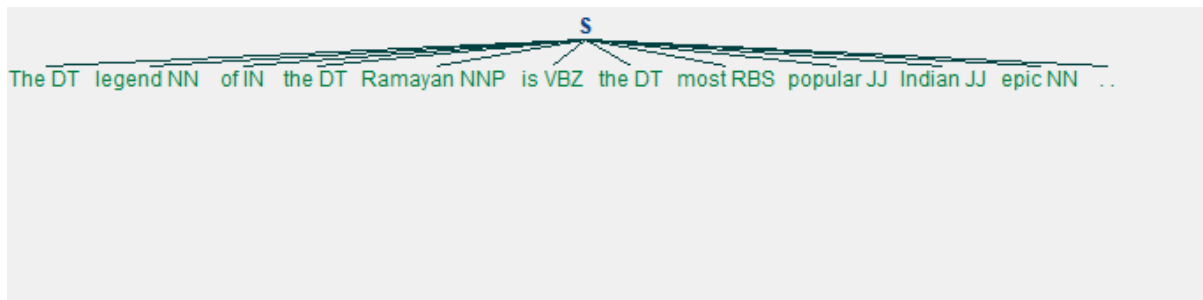 S
The DT legend NN of IN the DT Ramayan NNP is VBZ the DT most RBS popular JJ Indian JJ epic NN . .